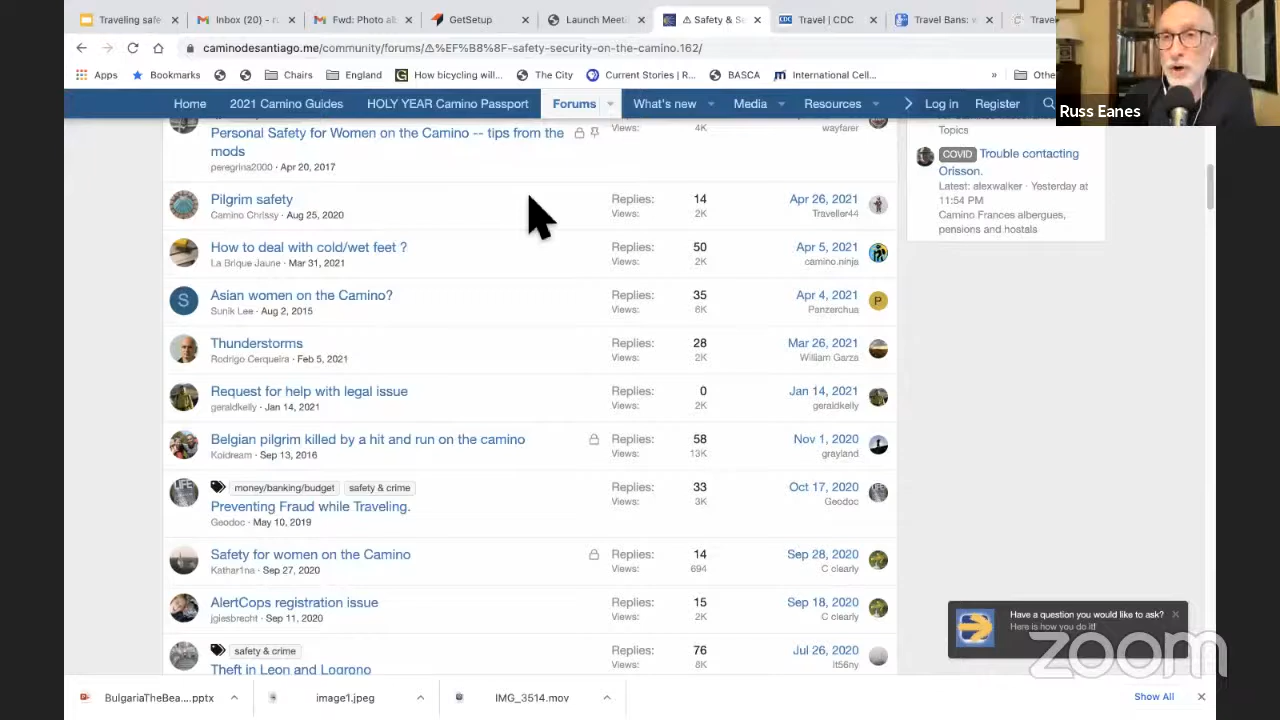 Traveling safe
Inbox (20) - r
Fwd: Photo alb
GetSetup
Launch Meet
⚠ Safety & Se
CDC Travel | CDC
Travel Bans: w
Trave
caminodesantiago.me/community/forums/⚠%EF%B8%8F-safety-security-on-the-camino.162/
Apps
Bookmarks
Chairs
England
How bicycling will...
The City
Current Stories | R...
BASCA
International Cell...
»
Othe
Russ Eanes
Home
2021 Camino Guides
HOLY YEAR Camino Passport
Forums
What's new
Media
Resources
Log in
Register
Personal Safety for Women on the Camino -- tips from the
mods
peregrina2000 · Apr 20, 2017
Views: 4K
wayfarer
Pilgrim safety
Camino Chrissy · Aug 25, 2020
Replies: 14
Views: 2K
Apr 26, 2021
Traveller44
How to deal with cold/wet feet ?
La Brique Jaune · Mar 31, 2021
Replies: 50
Views: 2K
Apr 5, 2021
camino.ninja
S
Asian women on the Camino?
Sunik Lee · Aug 2, 2015
Replies: 35
Views: 6K
Apr 4, 2021
Panzerchua
P
Thunderstorms
Rodrigo Cerqueira · Feb 5, 2021
Replies: 28
Views: 2K
Mar 26, 2021
William Garza
Request for help with legal issue
geraldkelly · Jan 14, 2021
Replies: 0
Views: 2K
Jan 14, 2021
geraldkelly
Belgian pilgrim killed by a hit and run on the camino
Koidream · Sep 13, 2016
Replies: 58
Views: 13K
Nov 1, 2020
grayland
money/banking/budget
safety & crime
Preventing Fraud while Traveling.
Geodoc · May 10, 2019
Replies: 33
Views: 3K
Oct 17, 2020
Geodoc
Safety for women on the Camino
Kathar1na · Sep 27, 2020
Replies: 14
Views: 694
Sep 28, 2020
C clearly
AlertCops registration issue
jgiesbrecht · Sep 11, 2020
Replies: 15
Views: 2K
Sep 18, 2020
C clearly
safety & crime
Theft in Leon and Logrono
Replies: 76
Views: 8K
Jul 26, 2020
lt56ny
Topics
COVID Trouble contacting
Orisson.
Latest: alexwalker · Yesterday at
11:54 PM
Camino Frances albergues,
pensions and hostals
Have a question you would like to ask?
Here is how you do it!
zoom
BulgariaTheBea....pptx
image1.jpeg
IMG_3514.mov
Show All